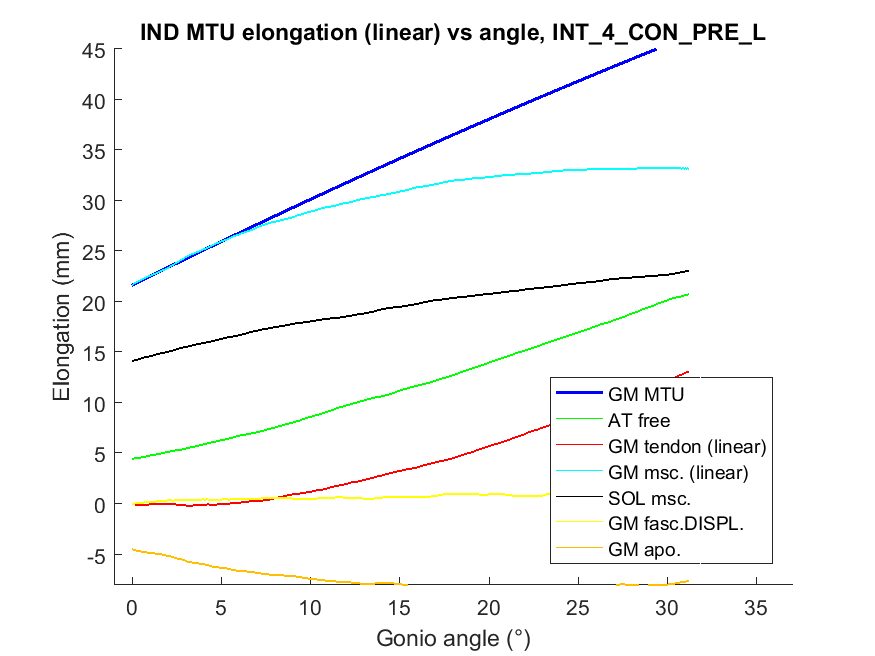 IND MTU elongation (linear) vs angle, INT_4_CON_PRE_L
Elongation (mm)
45
40
35
30
25
20
15
10
5
0
-5
GM MTU
AT free
GM tendon (linear)
GM msc. (linear)
SOL msc.
GM fasc.DISPL.
GM apo.
0 5 10 15 20 25 30 35
Gonio angle (°)